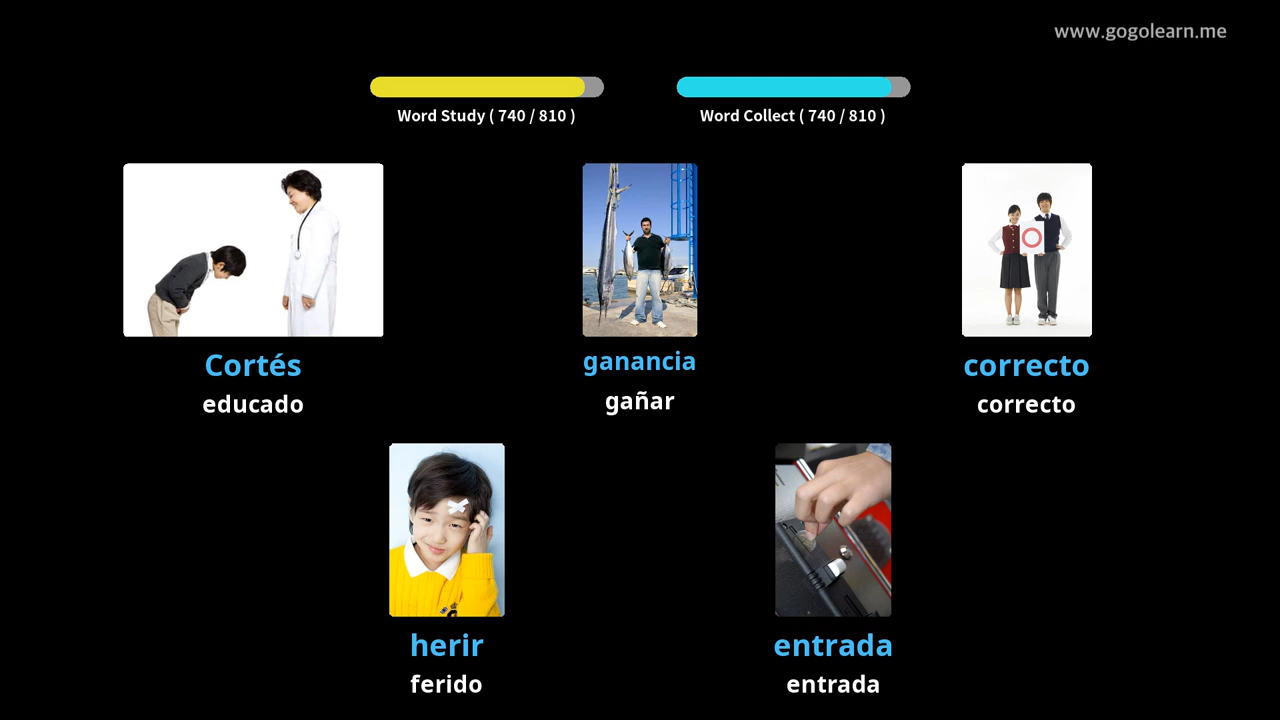 www.gogolearn.me
Word Study ( 740 / 810 )
Word Collect ( 740 / 810 )
Cortés
educado
ganancia
gañar
correcto
correcto
herir
ferido
entrada
entrada